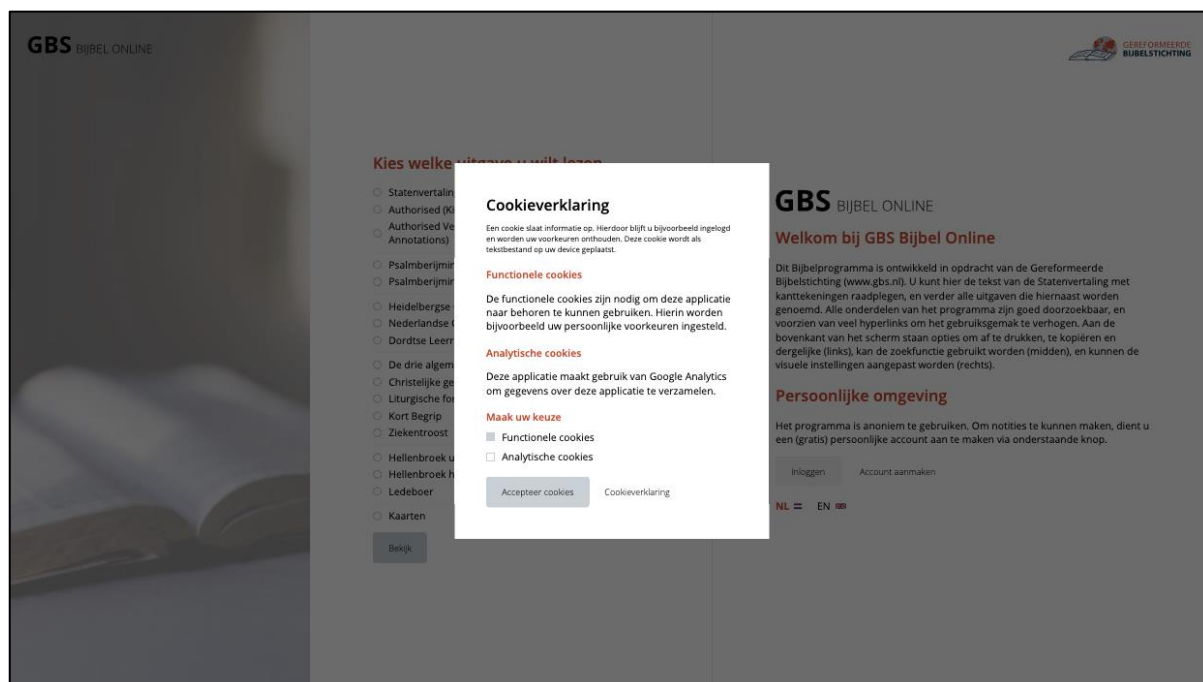 GBS BIJBEL ONLINE
GEREFORMEERDE
BIJBELSTICHTING
Kies welke uitgave u wilt lezen
Statenvertaling
Authorised
Authorised
Annotations)
Heidelbergse
Nederlandse
Dordtse
De drie
Christelijke
Liturgische
Kort Begrip
Ziekentroost
Hellenbroek
Hellenbroek
Ledeboer
Kaarten
Bekijk
Cookieverklaring
Een cookie slaat informatie op. Hierdoor blijft u bijvoorbeeld ingelogd
en worden uw voorkeuren onthouden. Deze cookie wordt als
tekstbestand op uw device geplaatst.
Functionele cookies
De functionele cookies zijn nodig om deze applicatie
naar behoren te kunnen gebruiken. Hierin worden
bijvoorbeeld uw persoonlijke voorkeuren ingesteld.
Analytische cookies
Deze applicatie maakt gebruik van Google Analytics
om gegevens over deze applicatie te verzamelen.
Maak uw keuze
Functionele cookies
Analytische cookies
Accepteer cookies Cookieverklaring
GBS BIJBEL ONLINE
Welkom bij GBS Bijbel Online
Dit Bijbelprogramma is ontwikkeld in opdracht van de Gereformeerde
Bijbelstichting (www.gbs.nl). U kunt hier de tekst van de Statenvertaling met
kanttekeningen raadplegen, en verder alle uitgaven die hiernaast worden
genoemd. Alle onderdelen van het programma zijn goed doorzoekbaar, en
voorzien van veel hyperlinks om het gebruiksgemak te verhogen. Aan de
bovenkant van het scherm staan opties om af te drukken, te kopiëren en
dergelijke (links), kan de zoekfunctie gebruikt worden (midden), en kunnen de
visuele instellingen aangepast worden (rechts).
Persoonlijke omgeving
Het programma is anoniem te gebruiken. Om notities te kunnen maken, dient u
een (gratis) persoonlijke account aan te maken via onderstaande knop.
Inloggen Account aanmaken
NL EN